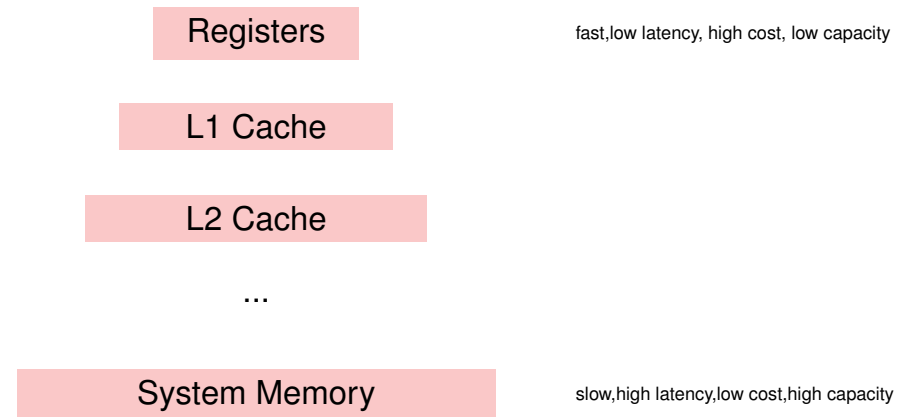 Registers
fast,low latency, high cost, low capacity
L1 Cache
L2 Cache
...
System Memory
slow,high latency,low cost,high capacity